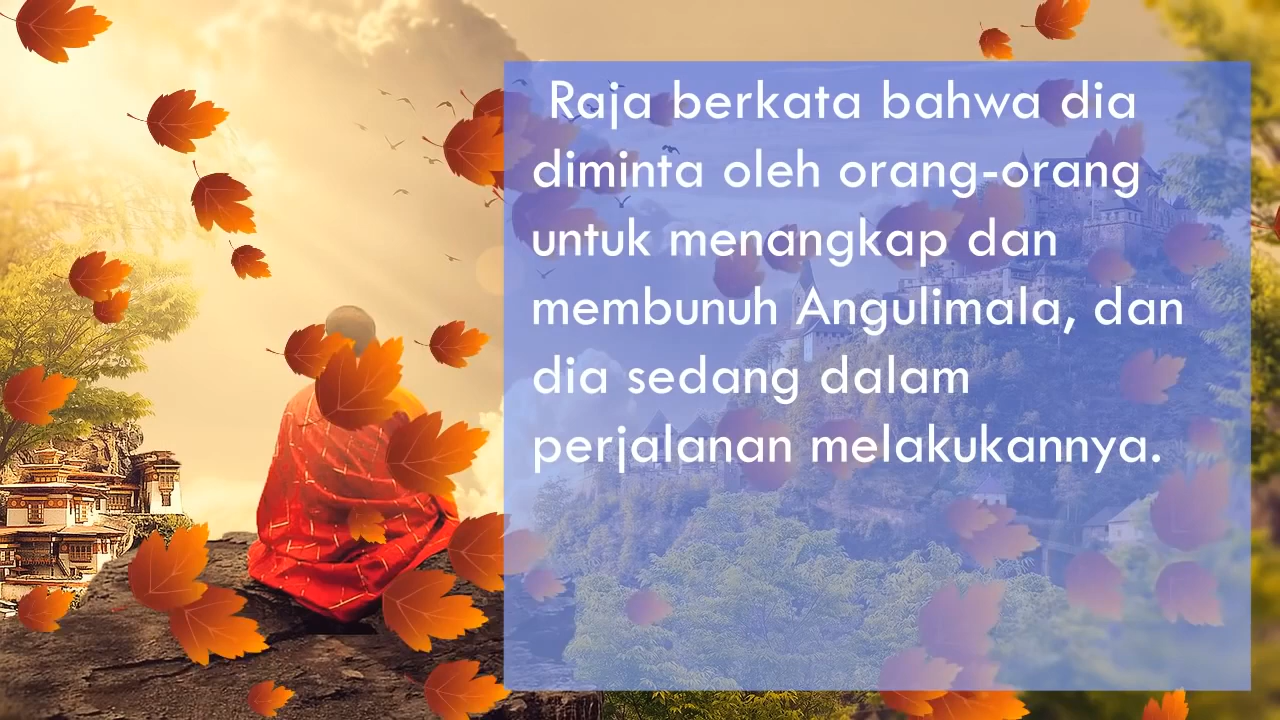 Raja berkata bahwa dia
diminta oleh orang-orang
untuk menangkap dan
membunuh Angulimala, dan
dia sedang dalam
perjalanan melakukannya.